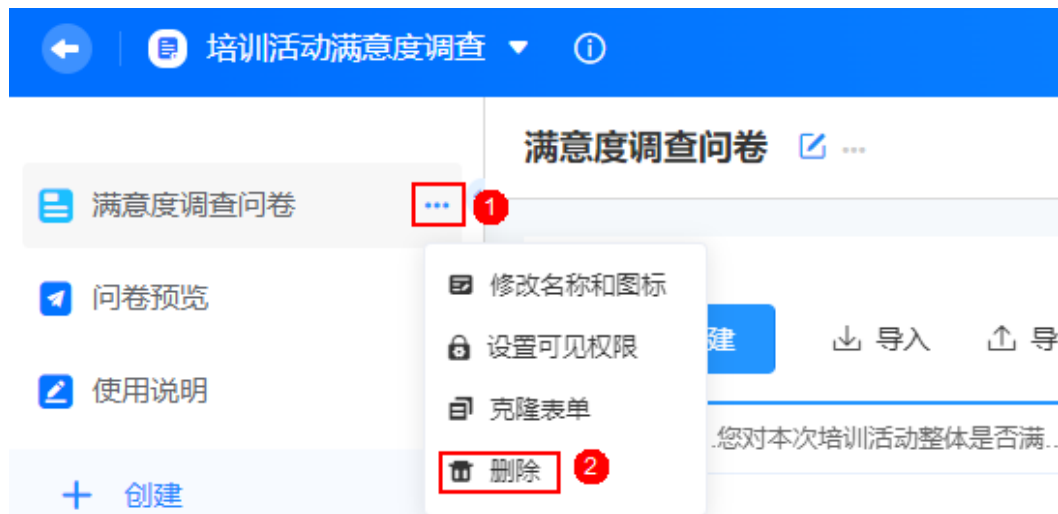 培训活动满意度调查
满意度调查问卷
满意度调查问卷
1
修改名称和图标
问卷预览
设置可见权限
建
导入
导
使用说明
克隆表单
.您对本次培训活动整体是否满...
删除
2
创建